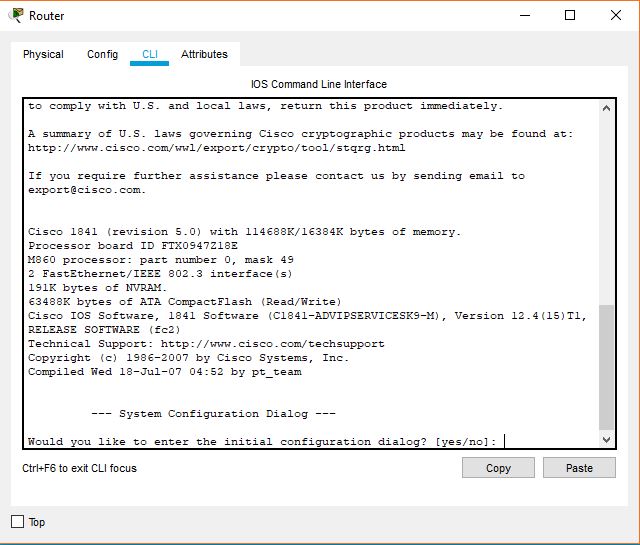 Router
Physical Config CLI Attributes
IOS Command Line Interface
to comply with U.S. and local laws, return this product immediately.
A summary of U.S. laws governing Cisco cryptographic products may be found at:
http://www.cisco.com/wwl/export/crypto/tool/stqrg.html
If you require further assistance please contact us by sending email to
export@cisco.com.
Cisco 1841 (revision 5.0) with 114688K/16384K bytes of memory.
Processor board ID FTX0947Z18E
M860 processor: part number 0, mask 49
2 FastEthernet/IEEE 802.3 interface(s)
191K bytes of NVRAM.
63488K bytes of ATA CompactFlash (Read/Write)
Cisco IOS Software, 1841 Software (C1841-ADVIPSERVICESK9-M), Version 12.4(15)T1,
RELEASE SOFTWARE (fc2)
Technical Support: http://www.cisco.com/techsupport
Copyright (c) 1986-2007 by Cisco Systems, Inc.
Compiled Wed 18-Jul-07 04:52 by pt_team
--- System Configuration Dialog ---
Would you like to enter the initial configuration dialog? [yes/no]:
Ctrl+F6 to exit CLI focus Copy Paste
Top